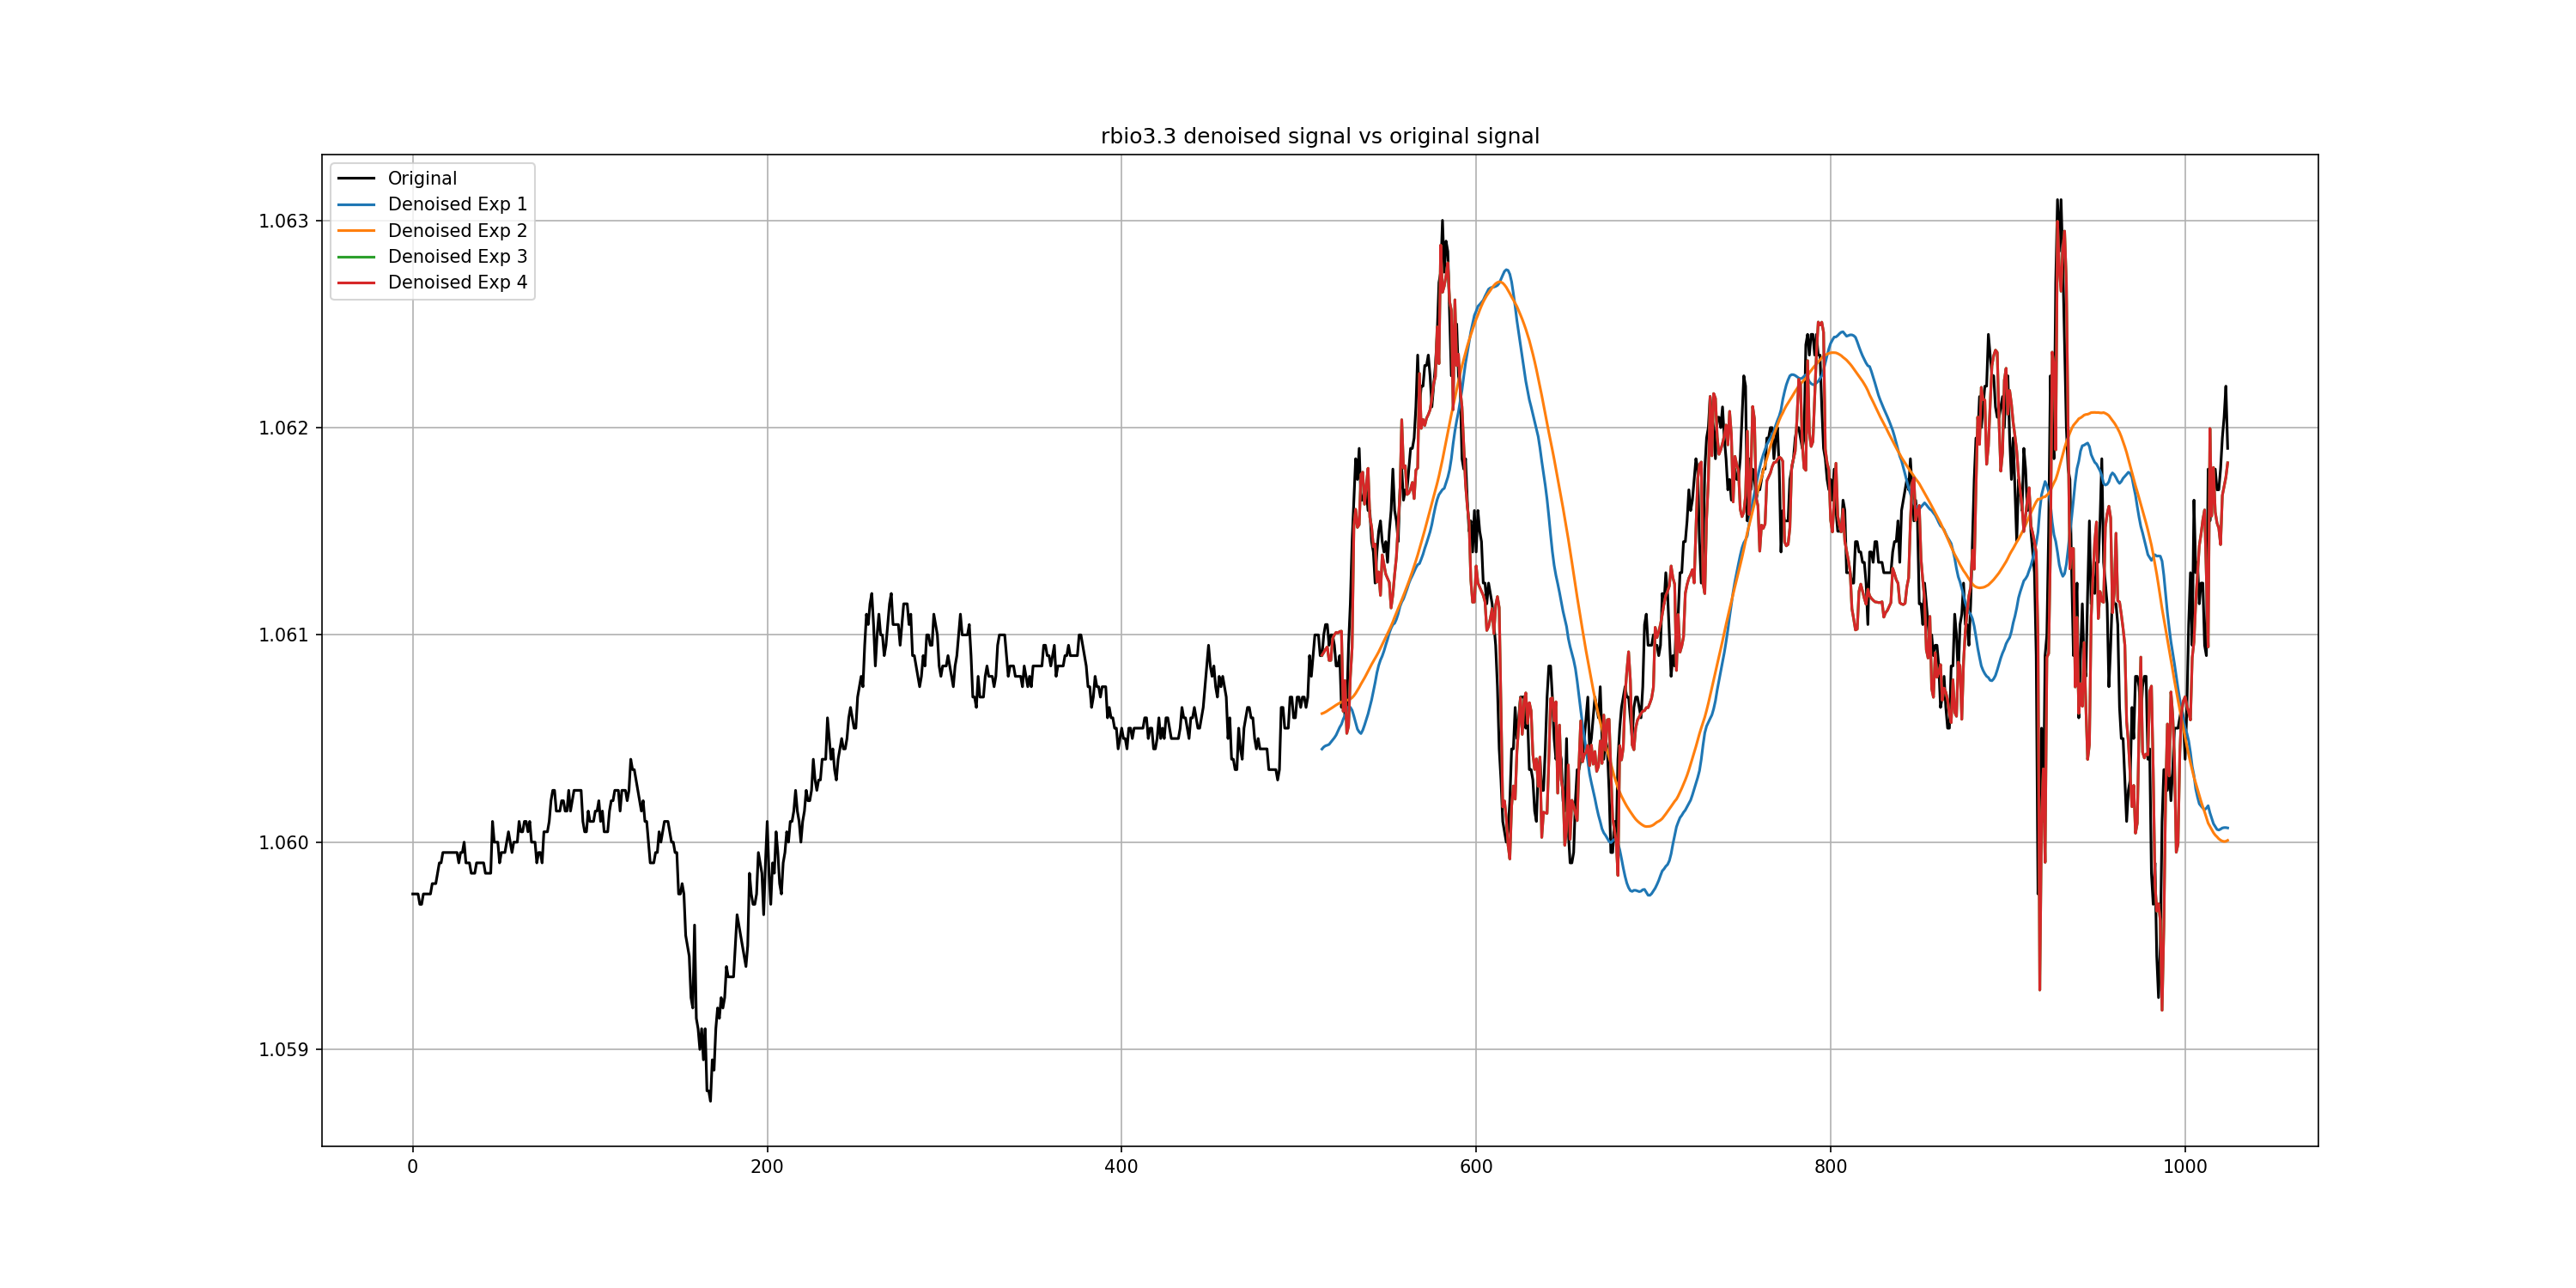 rbio3.3 denoised signal vs original signal
Original
Denoised Exp 1
Denoised Exp 2
Denoised Exp 3
Denoised Exp 4
1.063
1.062
1.061
1.060
1.059
0 200 400 600 800 1000